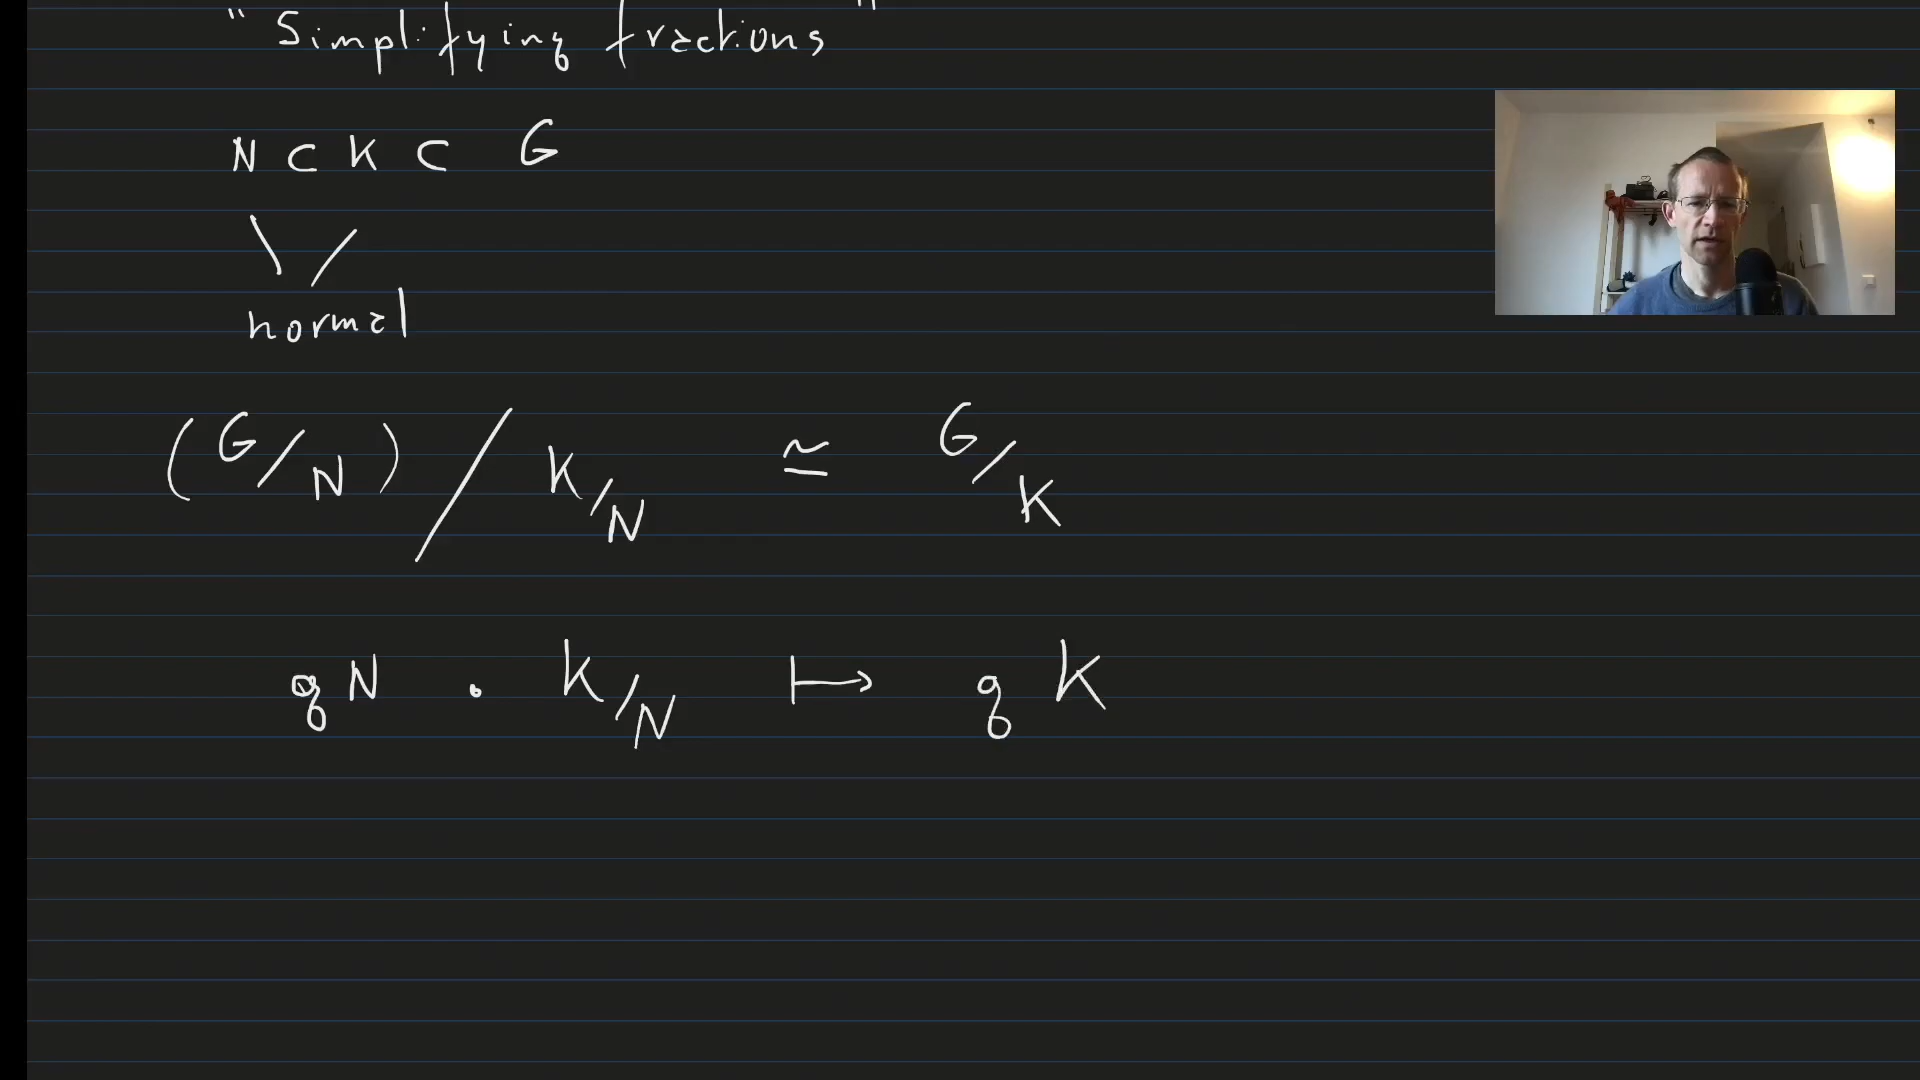 "Simplifying fractions"
N ⊂ K ⊂ G
\ /
normal
(G/N) / K/N ≅ G/K
gN · K/N ↦ gK